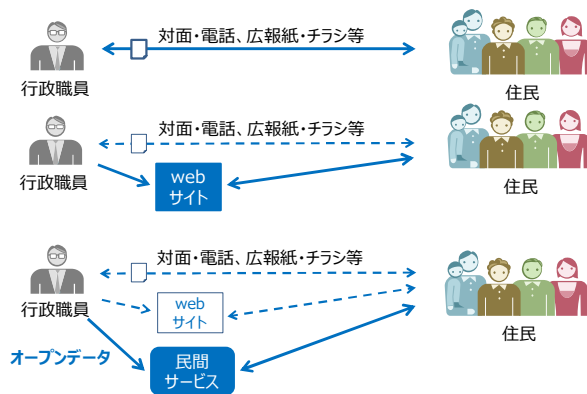 対面・電話、広報紙・チラシ等
行政職員
住民
対面・電話、広報紙・チラシ等
行政職員
web
サイト
住民
対面・電話、広報紙・チラシ等
行政職員
web
サイト
住民
オープンデータ
民間
サービス